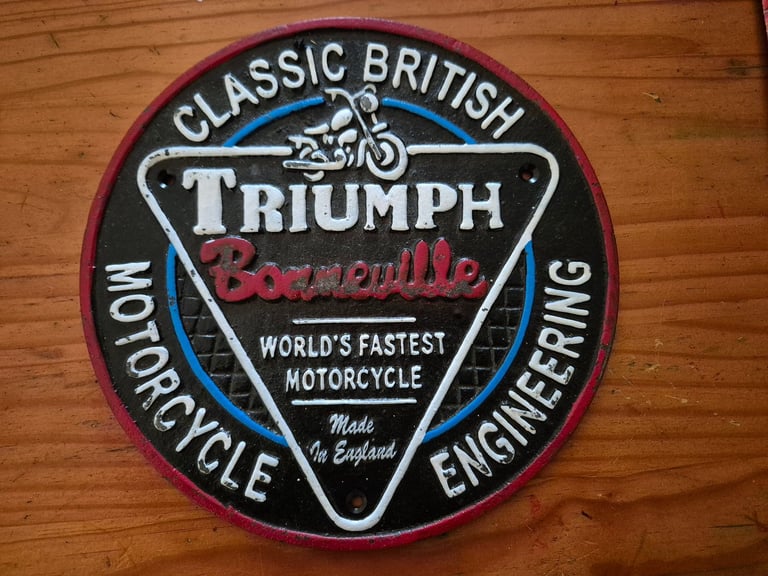 CLASSIC BRITISH
TRIUMPH
Bonneville
WORLD'S FASTEST
MOTORCYCLE
Made
In England
MOTORCYCLE
ENGINEERING